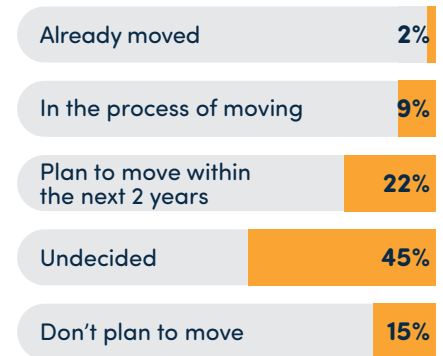 Already moved 2%
In the process of moving 9%
Plan to move within
the next 2 years 22%
Undecided 45%
Don’t plan to move 15%